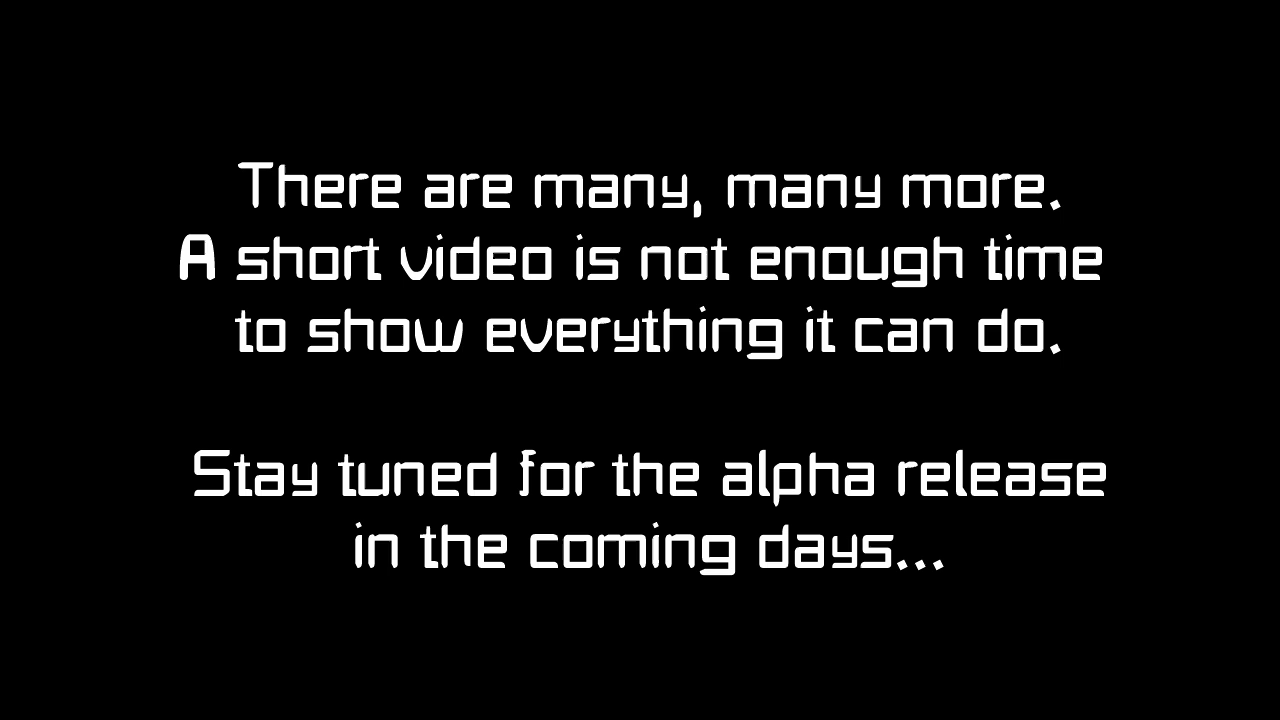 There are many, many more.
A short video is not enough time
to show everything it can do.
Stay tuned for the alpha release
in the coming days...